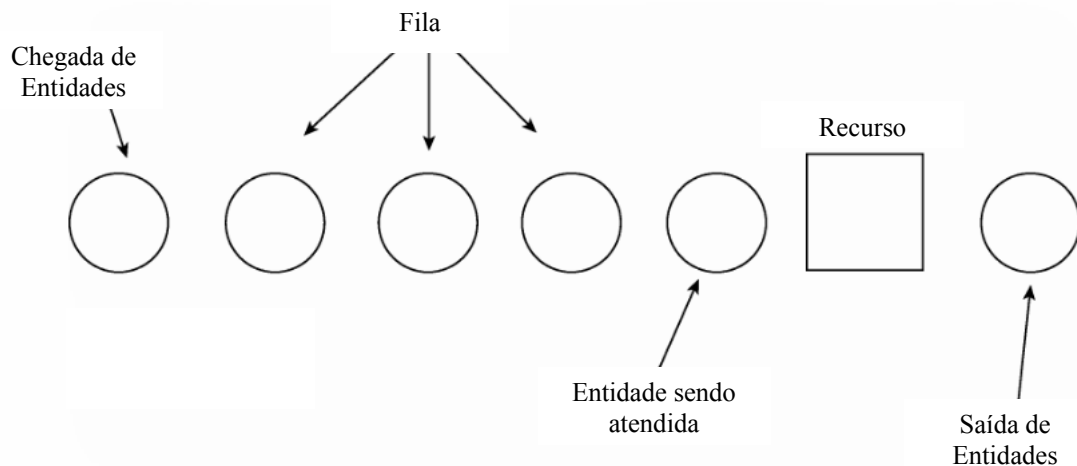 Fila
Chegada de
Entidades
Recurso
Entidade sendo
atendida
Saída de
Entidades